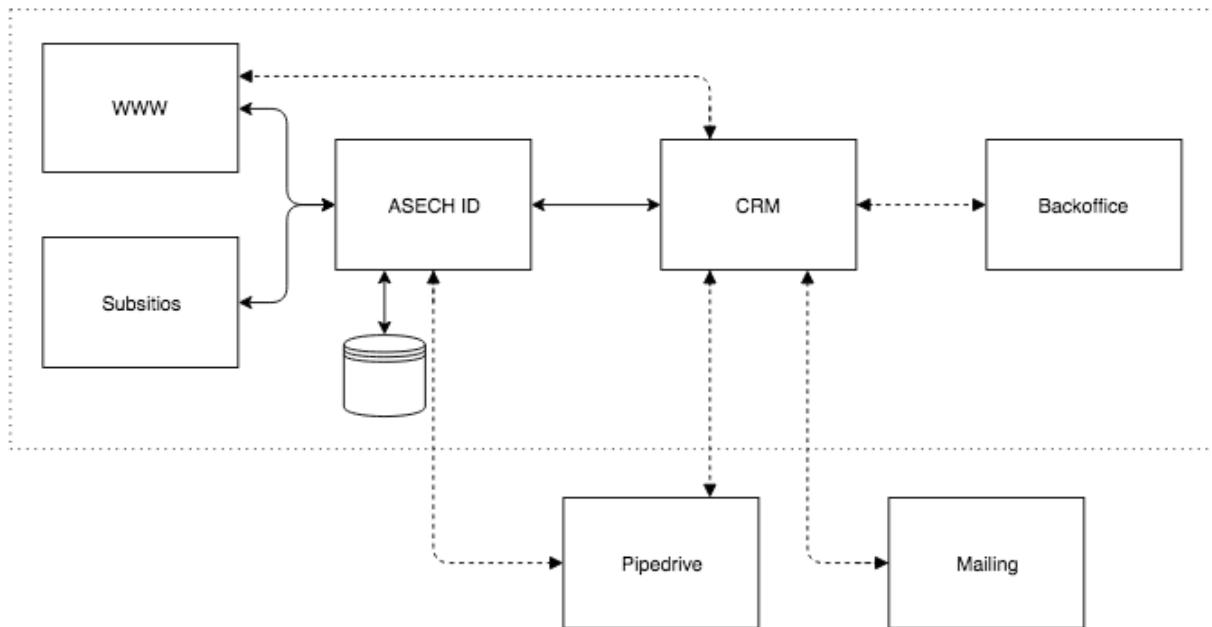 WWW
ASECH ID
CRM
Backoffice
Subsitios
Pipedrive
Mailing